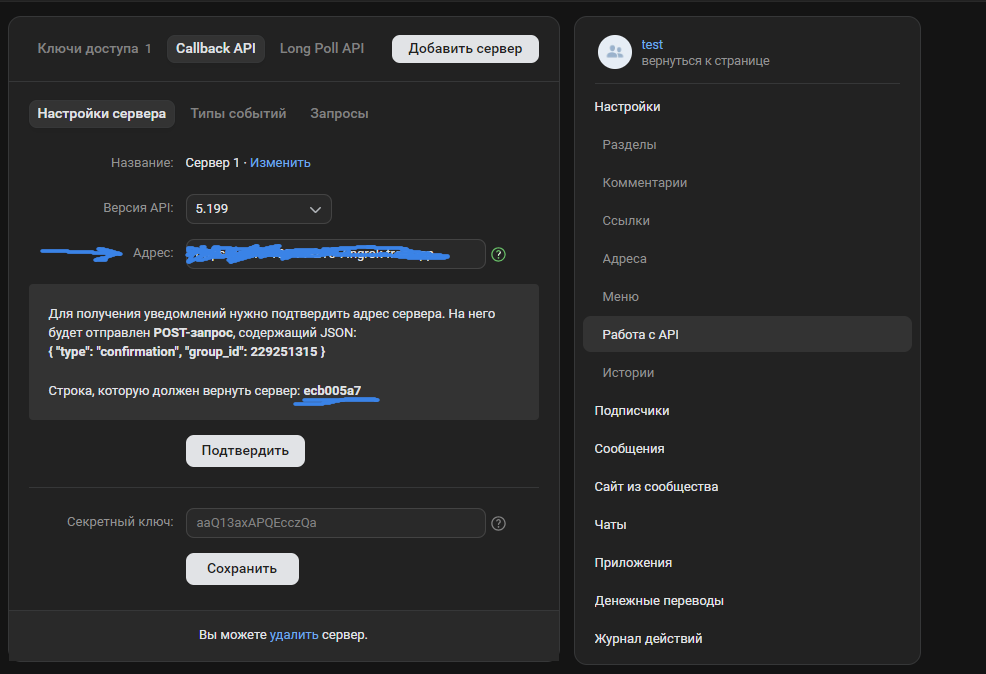 Ключи доступа 1 Callback API Long Poll API Добавить сервер
Настройки сервера Типы событий Запросы
Название: Сервер 1 · Изменить
Версия API: 5.199
Адрес:
Для получения уведомлений нужно подтвердить адрес сервера. На него
будет отправлен POST-запрос, содержащий JSON:
{ "type": "confirmation", "group_id": 229251315 }
Строка, которую должен вернуть сервер: ecb005a7
Подтвердить
Секретный ключ: aaQ13axAPQEcczQa
Сохранить
Вы можете удалить сервер.
test
вернуться к странице
Настройки
Разделы
Комментарии
Ссылки
Адреса
Меню
Работа с API
Истории
Подписчики
Сообщения
Сайт из сообщества
Чаты
Приложения
Денежные переводы
Журнал действий